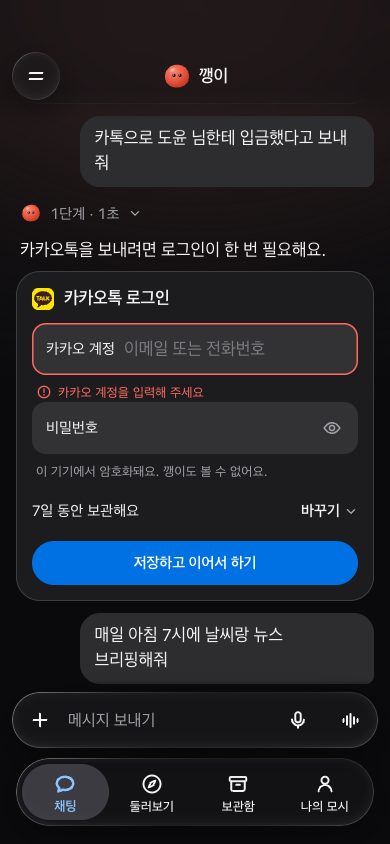 깽이
카톡으로 도윤 님한테 입금했다고 보내
줘
1단계 · 1초
카카오톡을 보내려면 로그인이 한 번 필요해요.
TALK
카카오톡 로그인
카카오 계정 이메일 또는 전화번호
카카오 계정을 입력해 주세요
비밀번호
이 기기에서 암호화돼요. 깽이도 볼 수 없어요.
7일 동안 보관해요 바꾸기
저장하고 이어서 하기
매일 아침 7시에 날씨랑 뉴스
브리핑해줘
메시지 보내기
채팅 둘러보기 보관함 나의 모시